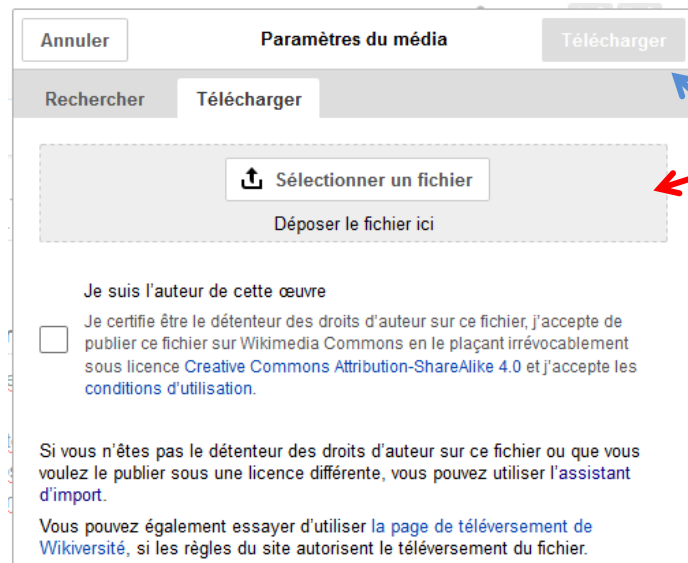 Annuler Paramètres du média Télécharger
Rechercher Télécharger
Sélectionner un fichier
Déposer le fichier ici
Je suis l'auteur de cette œuvre
Je certifie être le détenteur des droits d'auteur sur ce fichier, j'accepte de
publier ce fichier sur Wikimedia Commons en le plaçant irrévocablement
sous licence Creative Commons Attribution-ShareAlike 4.0 et j'accepte les
conditions d'utilisation.
Si vous n'êtes pas le détenteur des droits d'auteur sur ce fichier ou que vous
voulez le publier sous une licence différente, vous pouvez utiliser l'assistant
d'import.
Vous pouvez également essayer d'utiliser la page de téléversement de
Wikiversité, si les règles du site autorisent le téléversement du fichier.